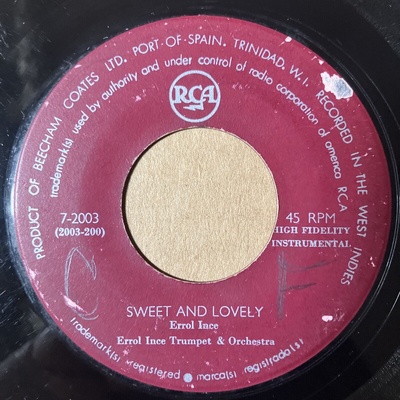 PRODUCT OF BEECHAM COATES LTD. PORT-OF-SPAIN, TRINIDAD, W.I. RECORDED IN THE WEST INDIES
trademark(s) used by authority and under control of radio corporation of america RCA
RCA
7-2003
(2003-200)
45 RPM
HIGH FIDELITY
INSTRUMENTAL
SWEET AND LOVELY
Errol Ince
Errol Ince Trumpet & Orchestra
trademark(s) registered • marca(s) registrada(s)